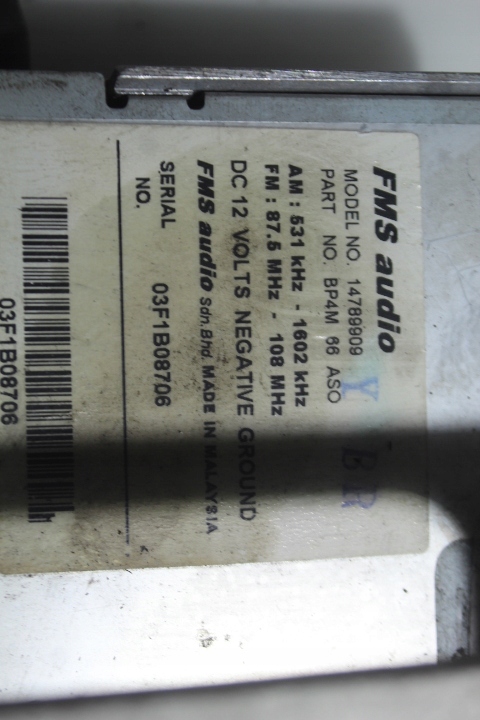 FMS audio
MODEL NO. 14789909
PART NO. BP4M 66 ASO
Y BR
AM : 531 kHz - 1602 kHz
FM : 87.5 MHz - 108 MHz
DC 12 VOLTS NEGATIVE GROUND
FMS audio Sdn.Bhd. MADE IN MALAYSIA
SERIAL
NO. 03F1B08706
03F1B08706